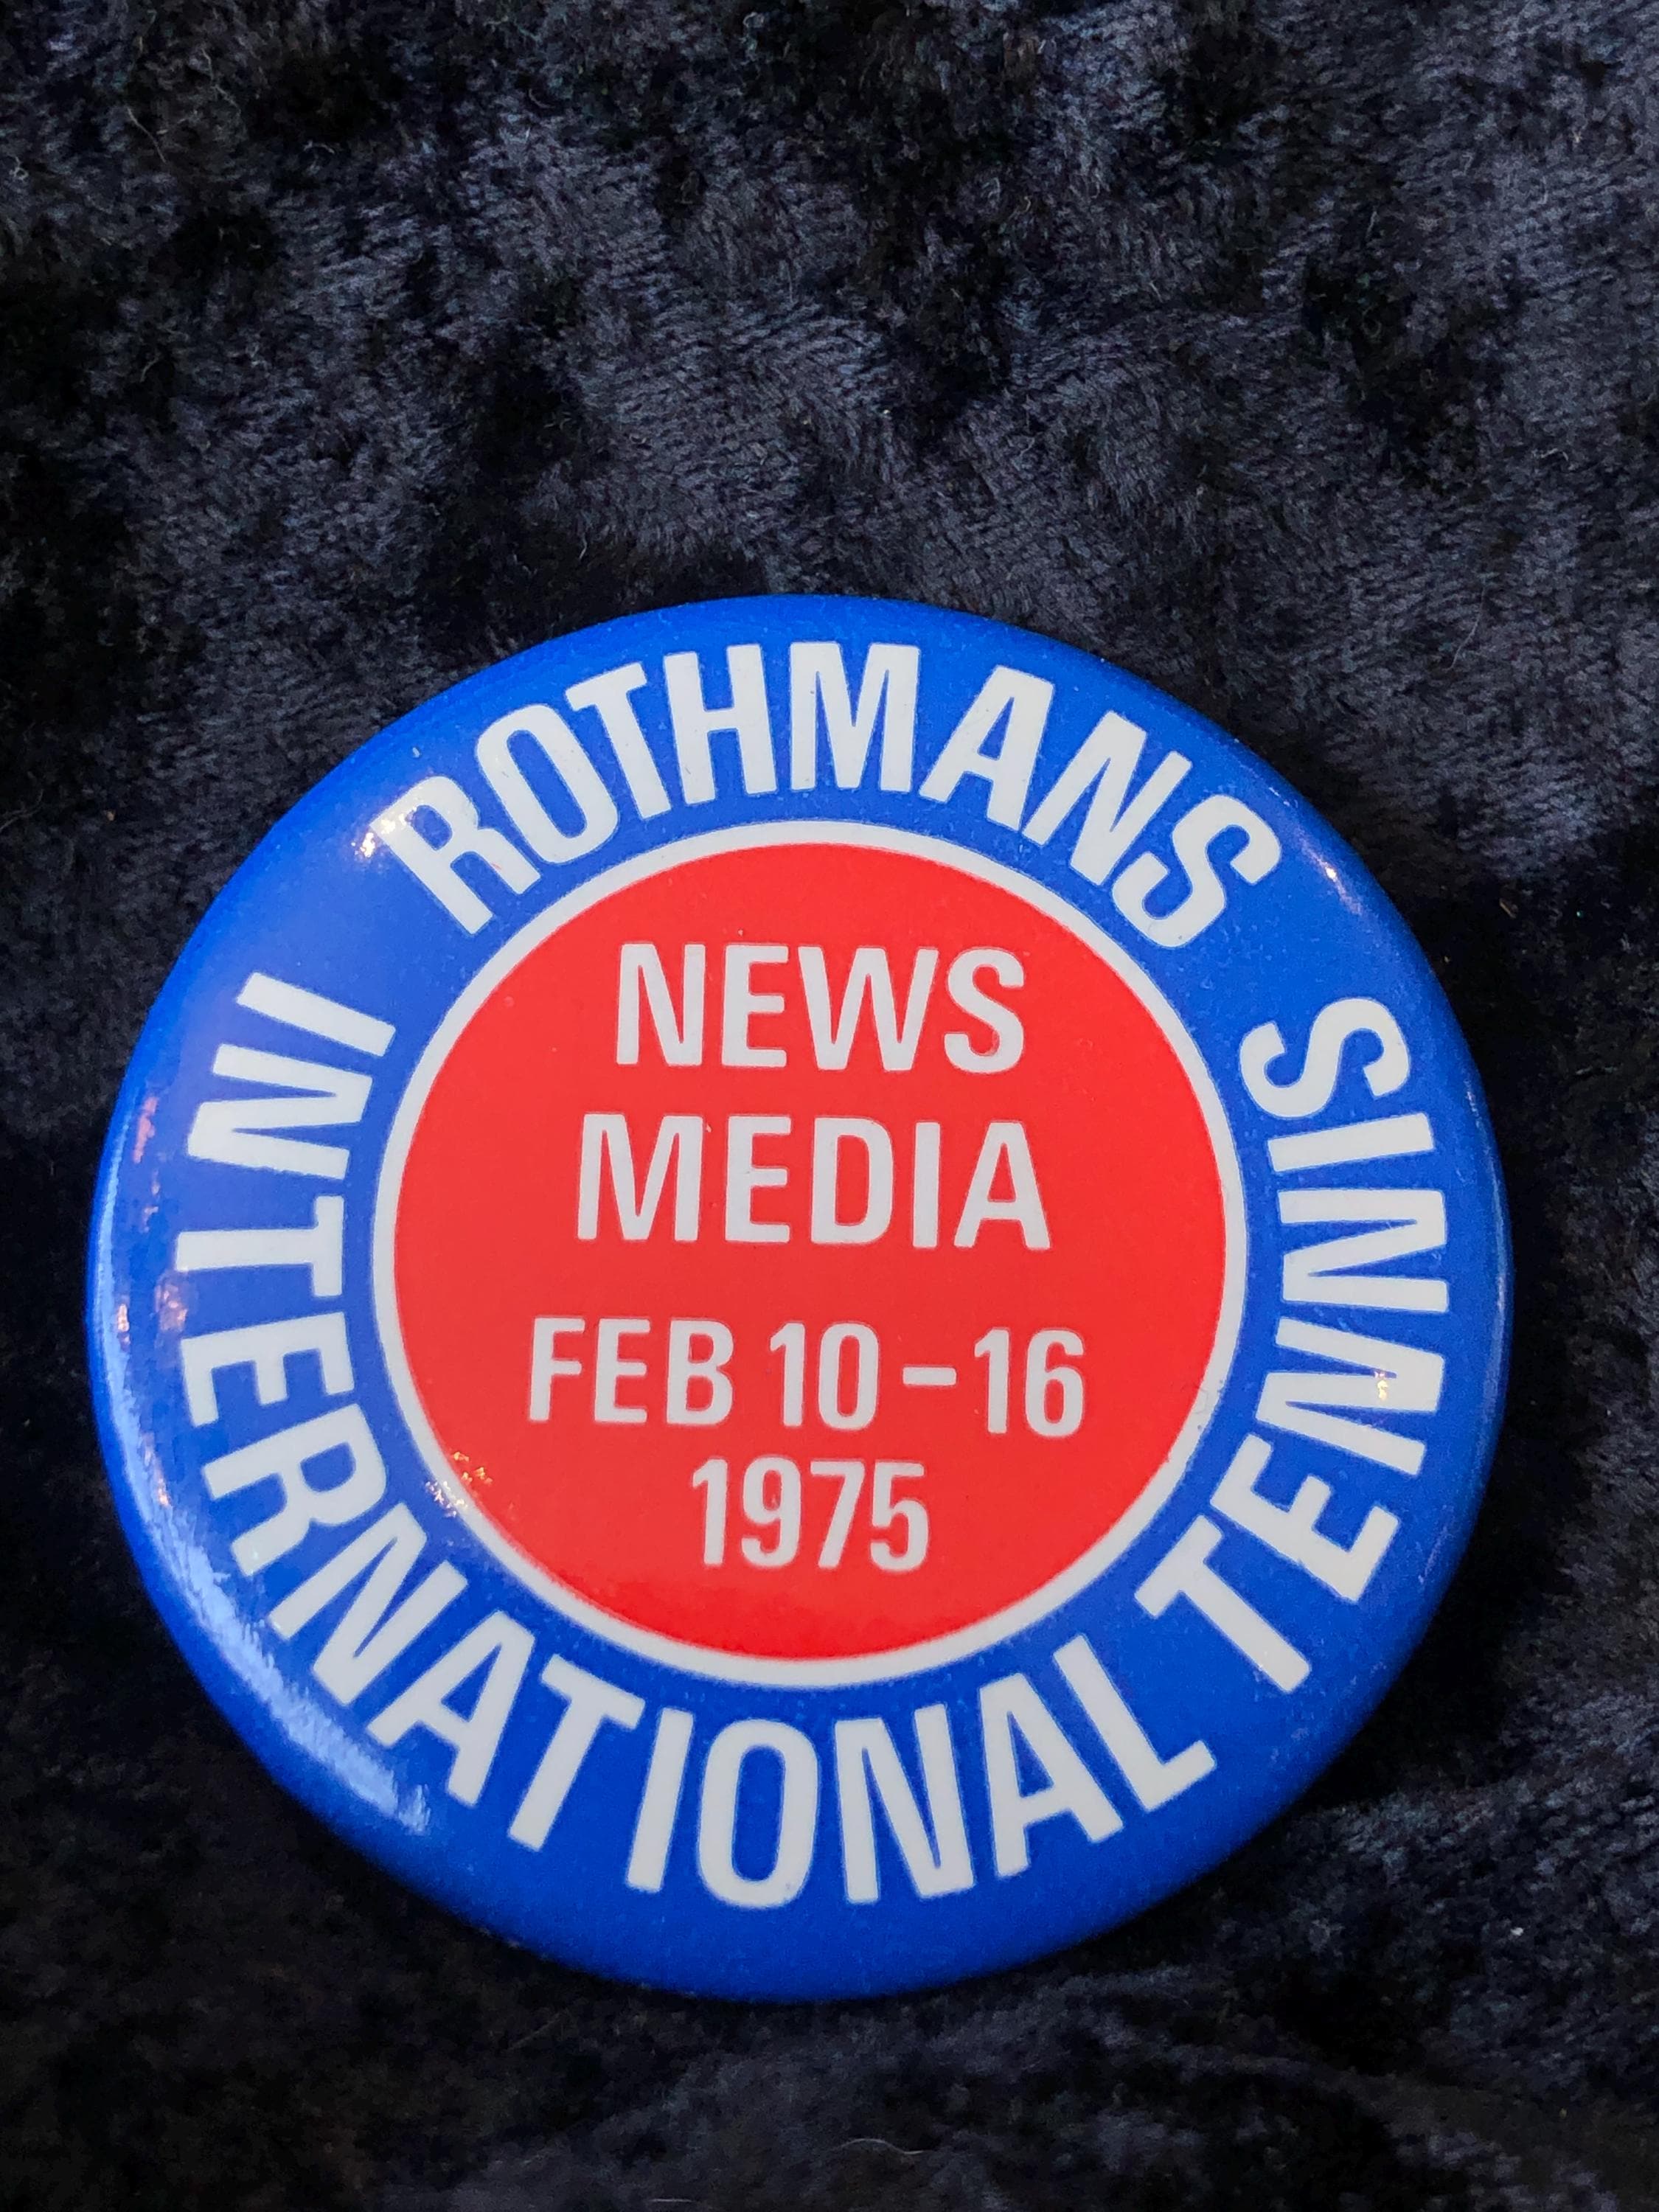 ROTHMANS
INTERNATIONAL TENNIS
NEWS
MEDIA
FEB 10-16
1975